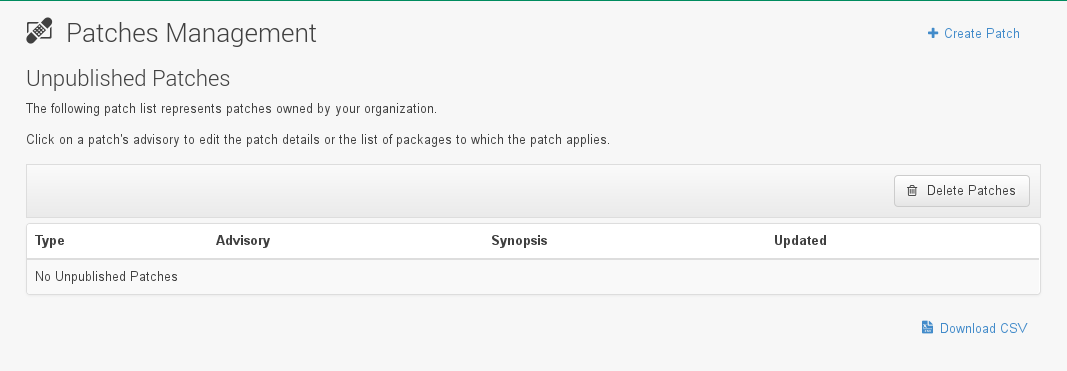 Patches Management
Create Patch
Unpublished Patches
The following patch list represents patches owned by your organization.
Click on a patch's advisory to edit the patch details or the list of packages to which the patch applies.
Delete Patches
Type Advisory Synopsis Updated
No Unpublished Patches
Download CSV